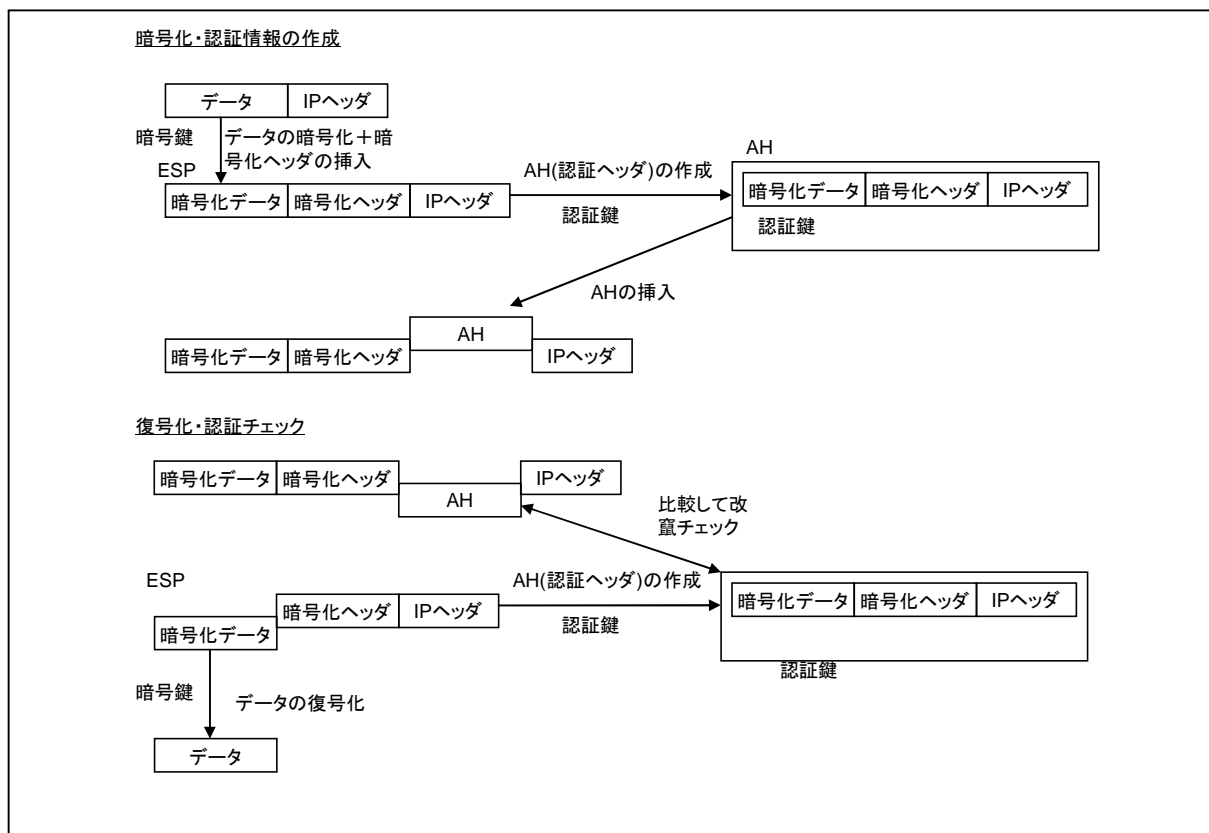 暗号化・認証情報の作成
データ
IPヘッダ
暗号鍵
データの暗号化＋暗
号化ヘッダの挿入
ESP
暗号化データ
暗号化ヘッダ
IPヘッダ
AH(認証ヘッダ)の作成
認証鍵
AH
暗号化データ
暗号化ヘッダ
IPヘッダ
認証鍵
AHの挿入
暗号化データ
暗号化ヘッダ
AH
IPヘッダ
復号化・認証チェック
暗号化データ
暗号化ヘッダ
AH
IPヘッダ
比較して改
竄チェック
ESP
暗号化データ
暗号化ヘッダ
IPヘッダ
AH(認証ヘッダ)の作成
認証鍵
暗号化データ
暗号化ヘッダ
IPヘッダ
認証鍵
暗号鍵
データの復号化
データ